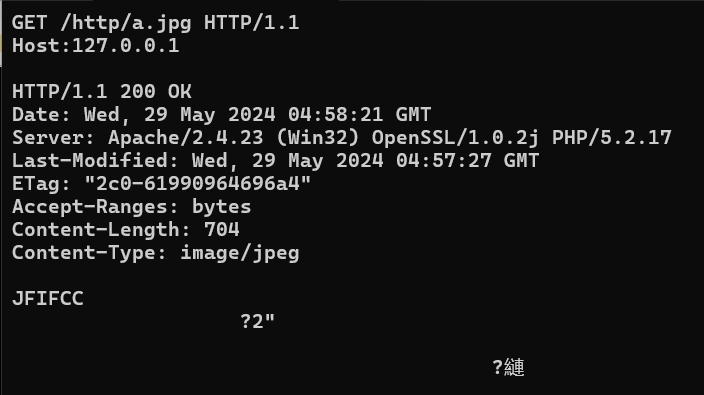 GET /http/a.jpg HTTP/1.1
Host:127.0.0.1
HTTP/1.1 200 OK
Date: Wed, 29 May 2024 04:58:21 GMT
Server: Apache/2.4.23 (Win32) OpenSSL/1.0.2j PHP/5.2.17
Last-Modified: Wed, 29 May 2024 04:57:27 GMT
ETag: "2c0-61990964696a4"
Accept-Ranges: bytes
Content-Length: 704
Content-Type: image/jpeg
JFIFCC
?2"
?縺